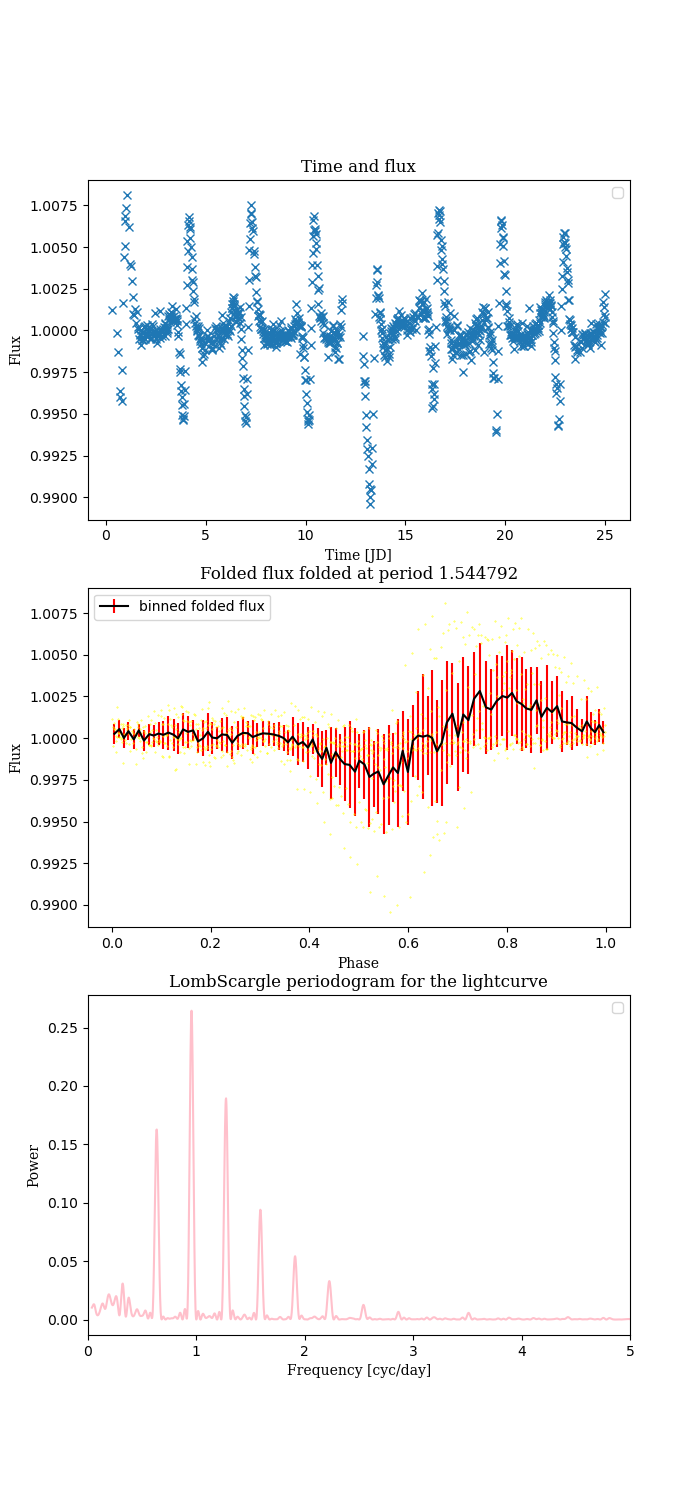 Time and flux
1.0075
1.0050
1.0025
1.0000
0.9975
0.9950
0.9925
0.9900
Flux
0 5 10 15 20 25
Time [JD]
Folded flux folded at period 1.544792
binned folded flux
1.0075
1.0050
1.0025
1.0000
0.9975
0.9950
0.9925
0.9900
Flux
0.0 0.2 0.4 0.6 0.8 1.0
Phase
LombScargle periodogram for the lightcurve
0.25
0.20
0.15
0.10
0.05
0.00
Power
0 1 2 3 4 5
Frequency [cyc/day]